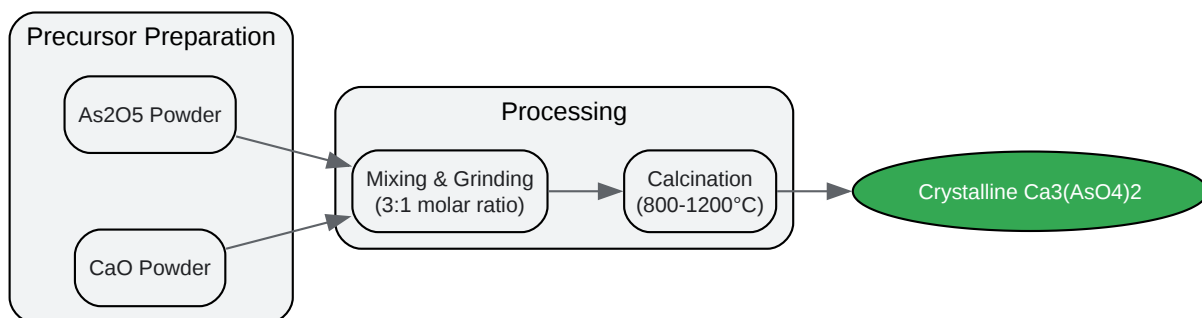 Precursor Preparation
As2O5 Powder
CaO Powder
Processing
Mixing & Grinding
(3:1 molar ratio)
Calcination
(800-1200°C)
Crystalline Ca3(AsO4)2